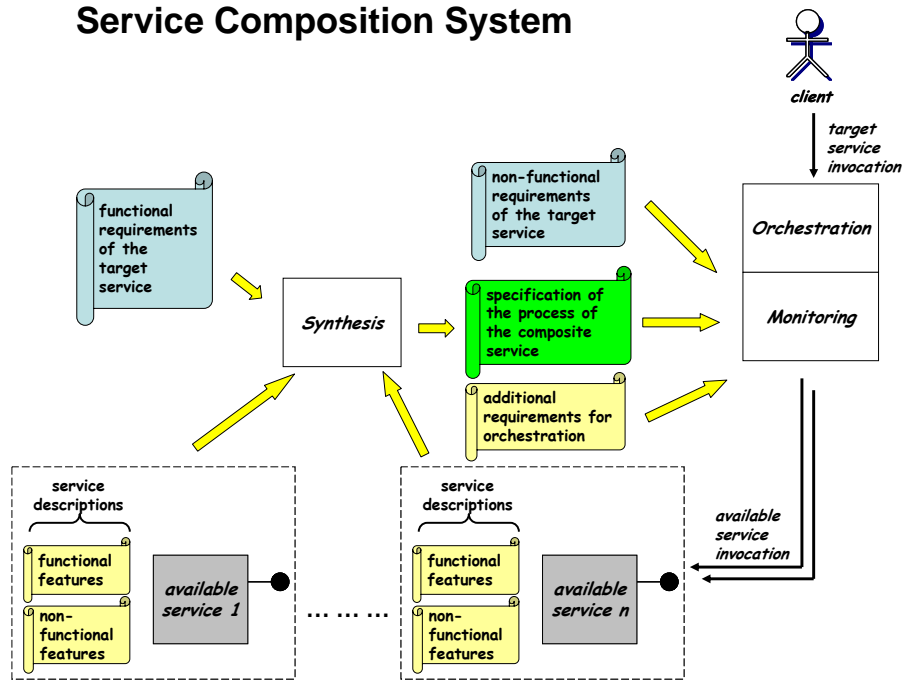 Service Composition System
client
target
service
invocation
functional
requirements
of the
target
service
non-functional
requirements
of the target
service
Orchestration
Synthesis
specification of
the process of
the composite
service
Monitoring
additional
requirements for
orchestration
service
descriptions
functional
features
non-
functional
features
available
service 1
... ... ...
service
descriptions
functional
features
non-
functional
features
available
service n
available
service
invocation